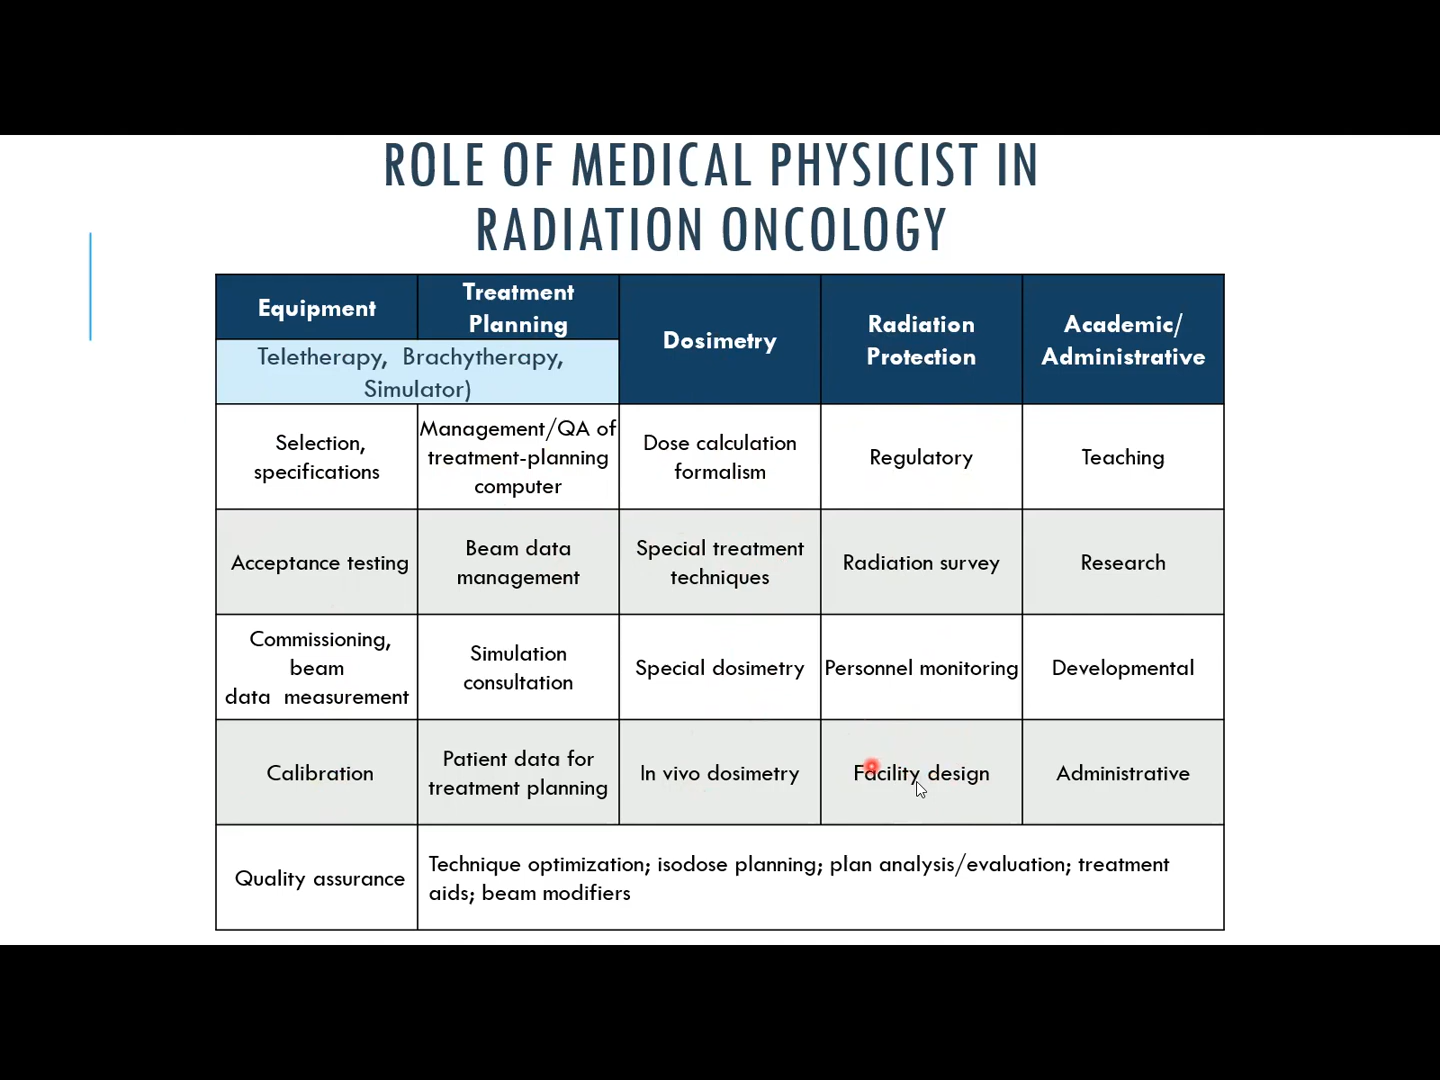 ROLE OF MEDICAL PHYSICIST IN
RADIATION ONCOLOGY
Equipment
Treatment
Planning
Dosimetry
Radiation
Protection
Academic/
Administrative
Teletherapy,  Brachytherapy,
Simulator)
Selection,
specifications
Management/QA of
treatment-planning
computer
Dose calculation
formalism
Regulatory
Teaching
Acceptance testing
Beam data
management
Special treatment
techniques
Radiation survey
Research
Commissioning,
beam
data  measurement
Simulation
consultation
Special dosimetry
Personnel monitoring
Developmental
Calibration
Patient data for
treatment planning
In vivo dosimetry
Facility design
Administrative
Quality assurance
Technique optimization; isodose planning; plan analysis/evaluation; treatment
aids; beam modifiers